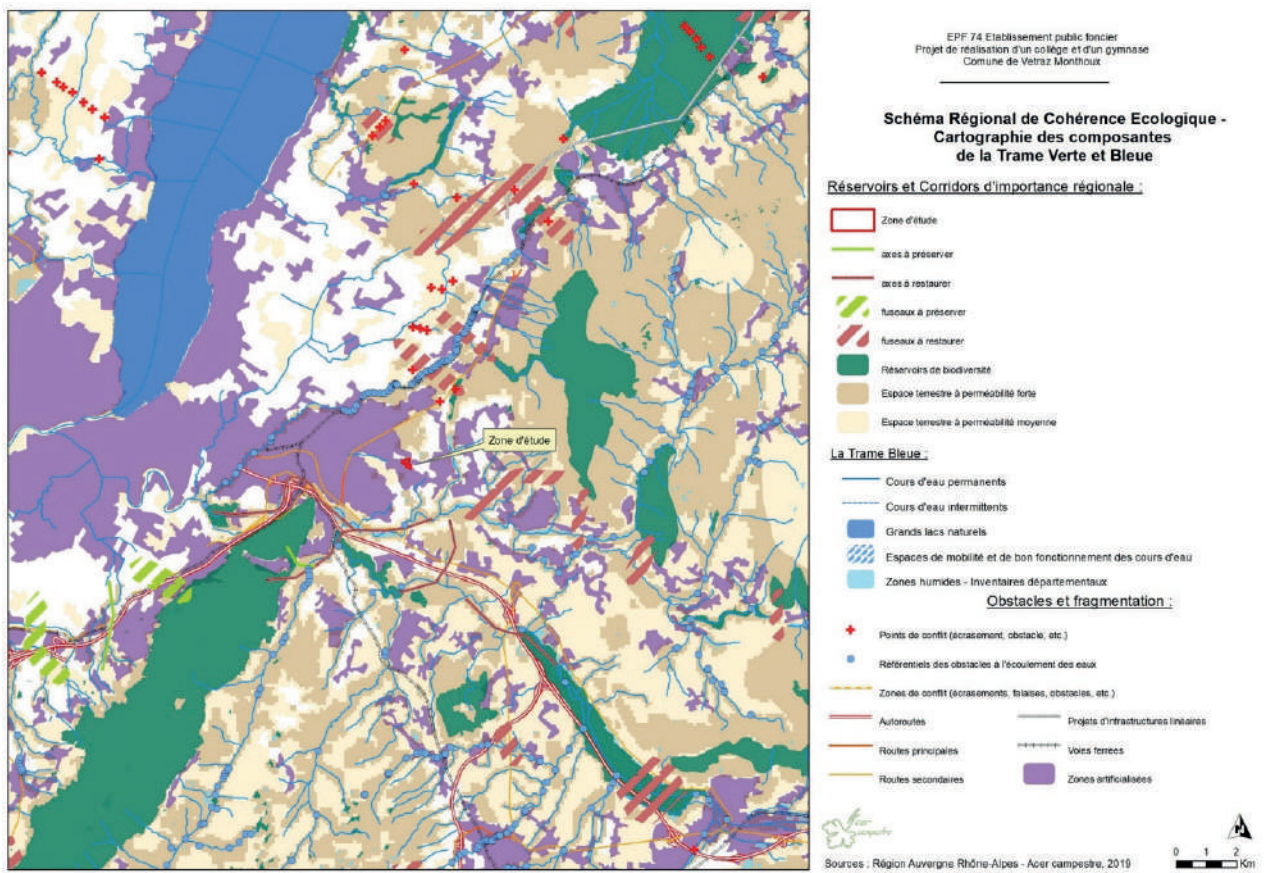 EPF 74 Etablissement public foncier
Projet de réalisation d'un collège et d'un gymnase
Comune de Vetraz Monthoux
Schéma Régional de Cohérence Ecologique -
Cartographie des composantes
de la Trame Verte et Bleue
Réservoirs et Corridors d'importance régionale :
Zone d'étude
axes à préserver
axes à restaurer
fuseaux à préserver
fuseaux à restaurer
Réservoirs de biodiversité
Espace terrestre à perméabilité forte
Espace terrestre à perméabilité moyenne
La Trame Bleue :
Cours d'eau permanents
Cours d'eau intermittents
Grands lacs naturels
Espaces de mobilité et de bon fonctionnement des cours d'eau
Zones humides - Inventaires départementaux
Obstacles et fragmentation :
Points de conflit (écrasement, obstacle, etc.)
Référentiels des obstacles à l'écoulement des eaux
Zones de conflit (écrasements, falaises, obstacles, etc.)
Autoroutes
Projets d'infrastructures linéaires
Routes principales
Voies ferrées
Routes secondaires
Zones artificialisées
Acer
campestre
Sources : Région Auvergne Rhône-Alpes - Acer campestre, 2019
N
0 1 2
Km
Zone d'étude